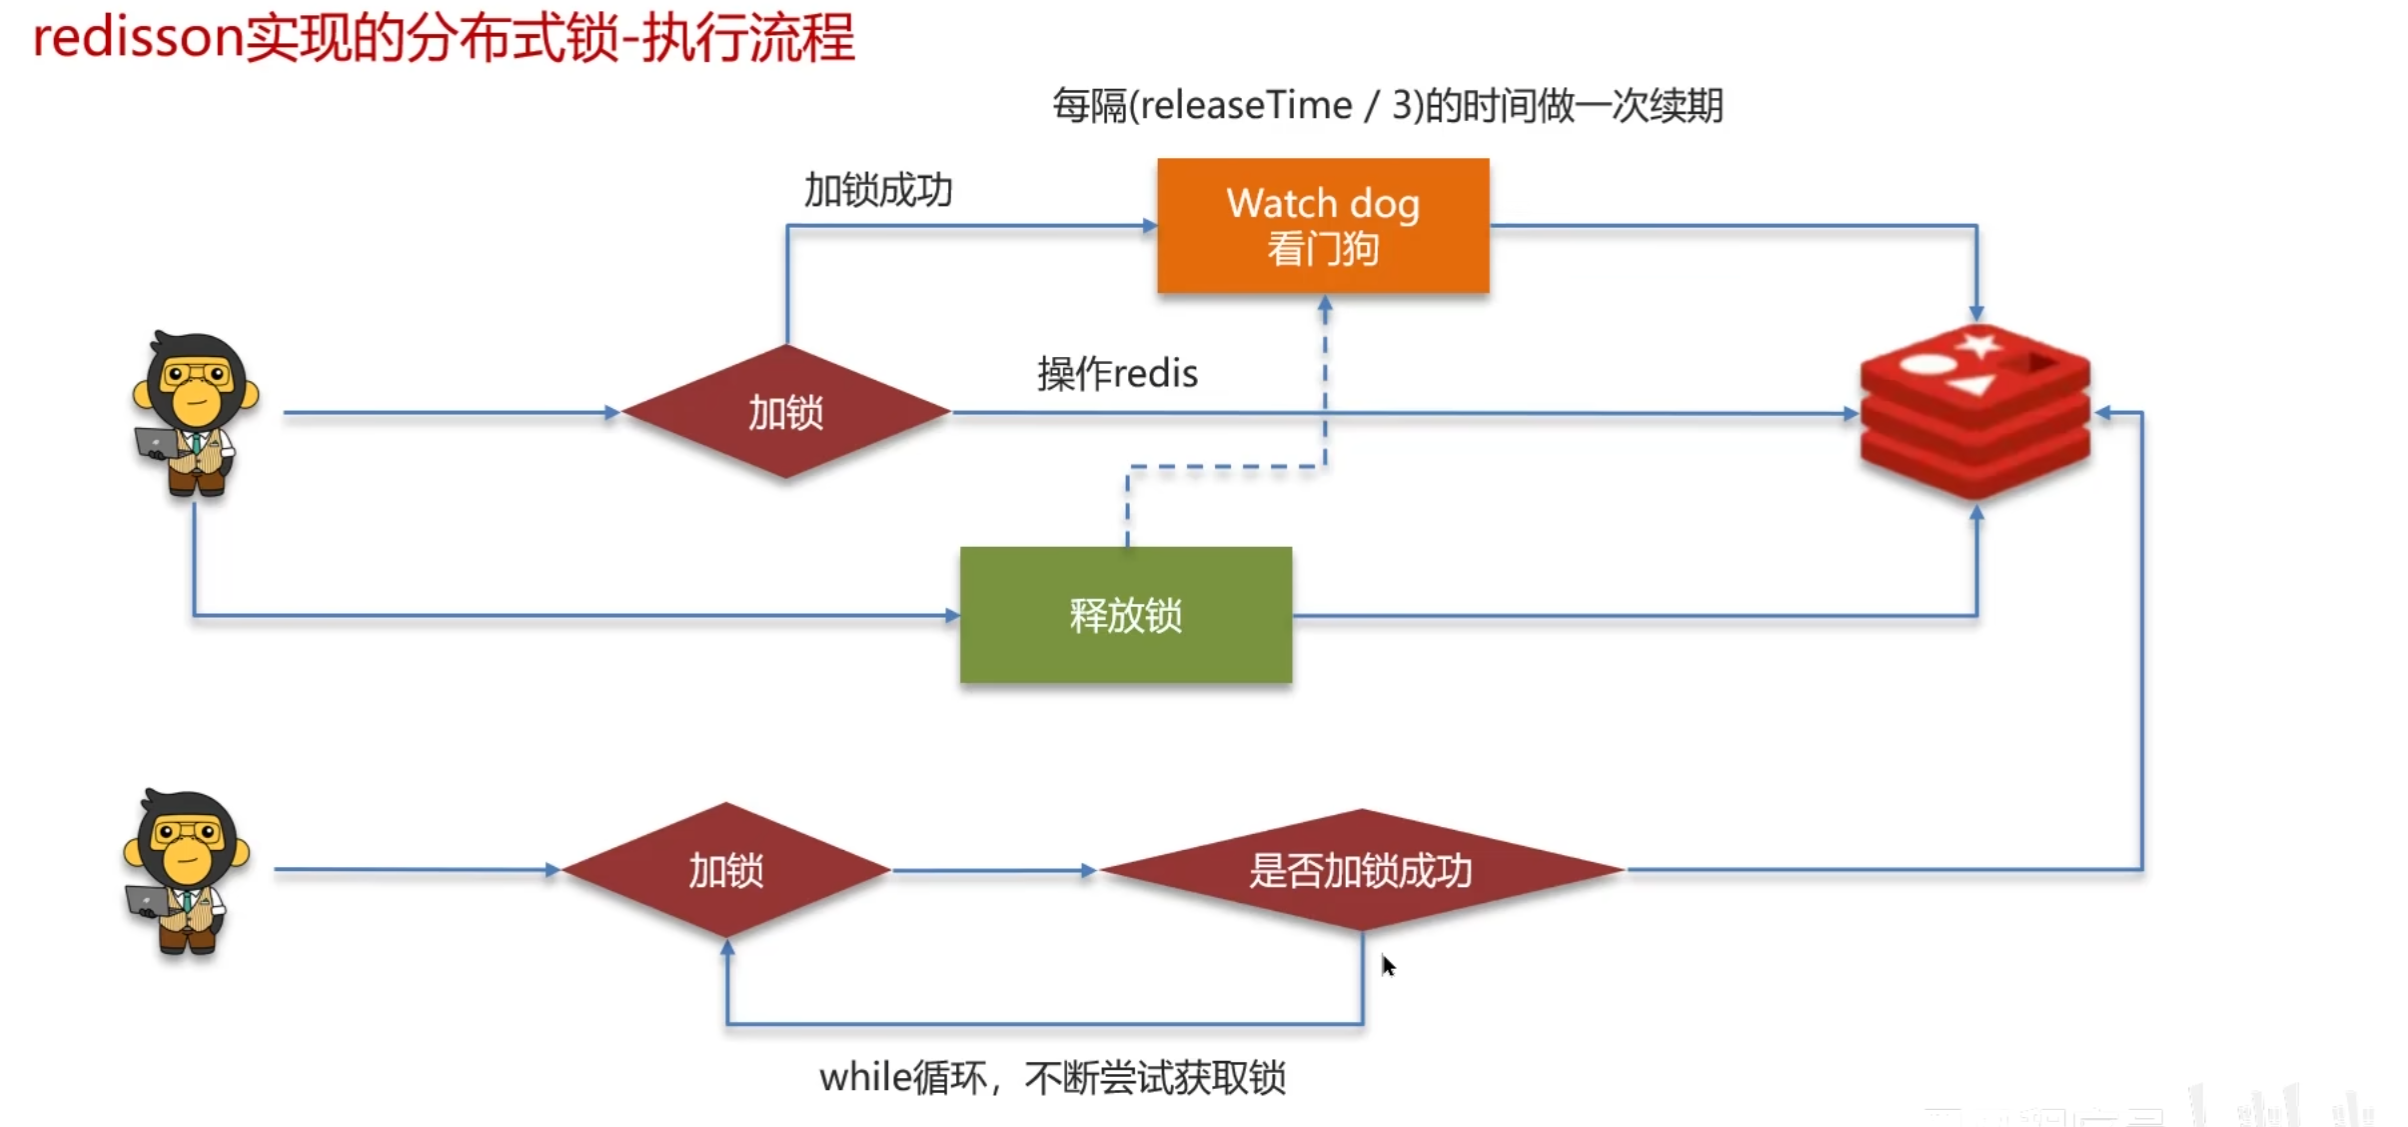 redisson实现的分布式锁-执行流程
每隔(releaseTime / 3)的时间做一次续期
加锁成功
Watch dog
看门狗
操作redis
加锁
释放锁
加锁
是否加锁成功
while循环，不断尝试获取锁